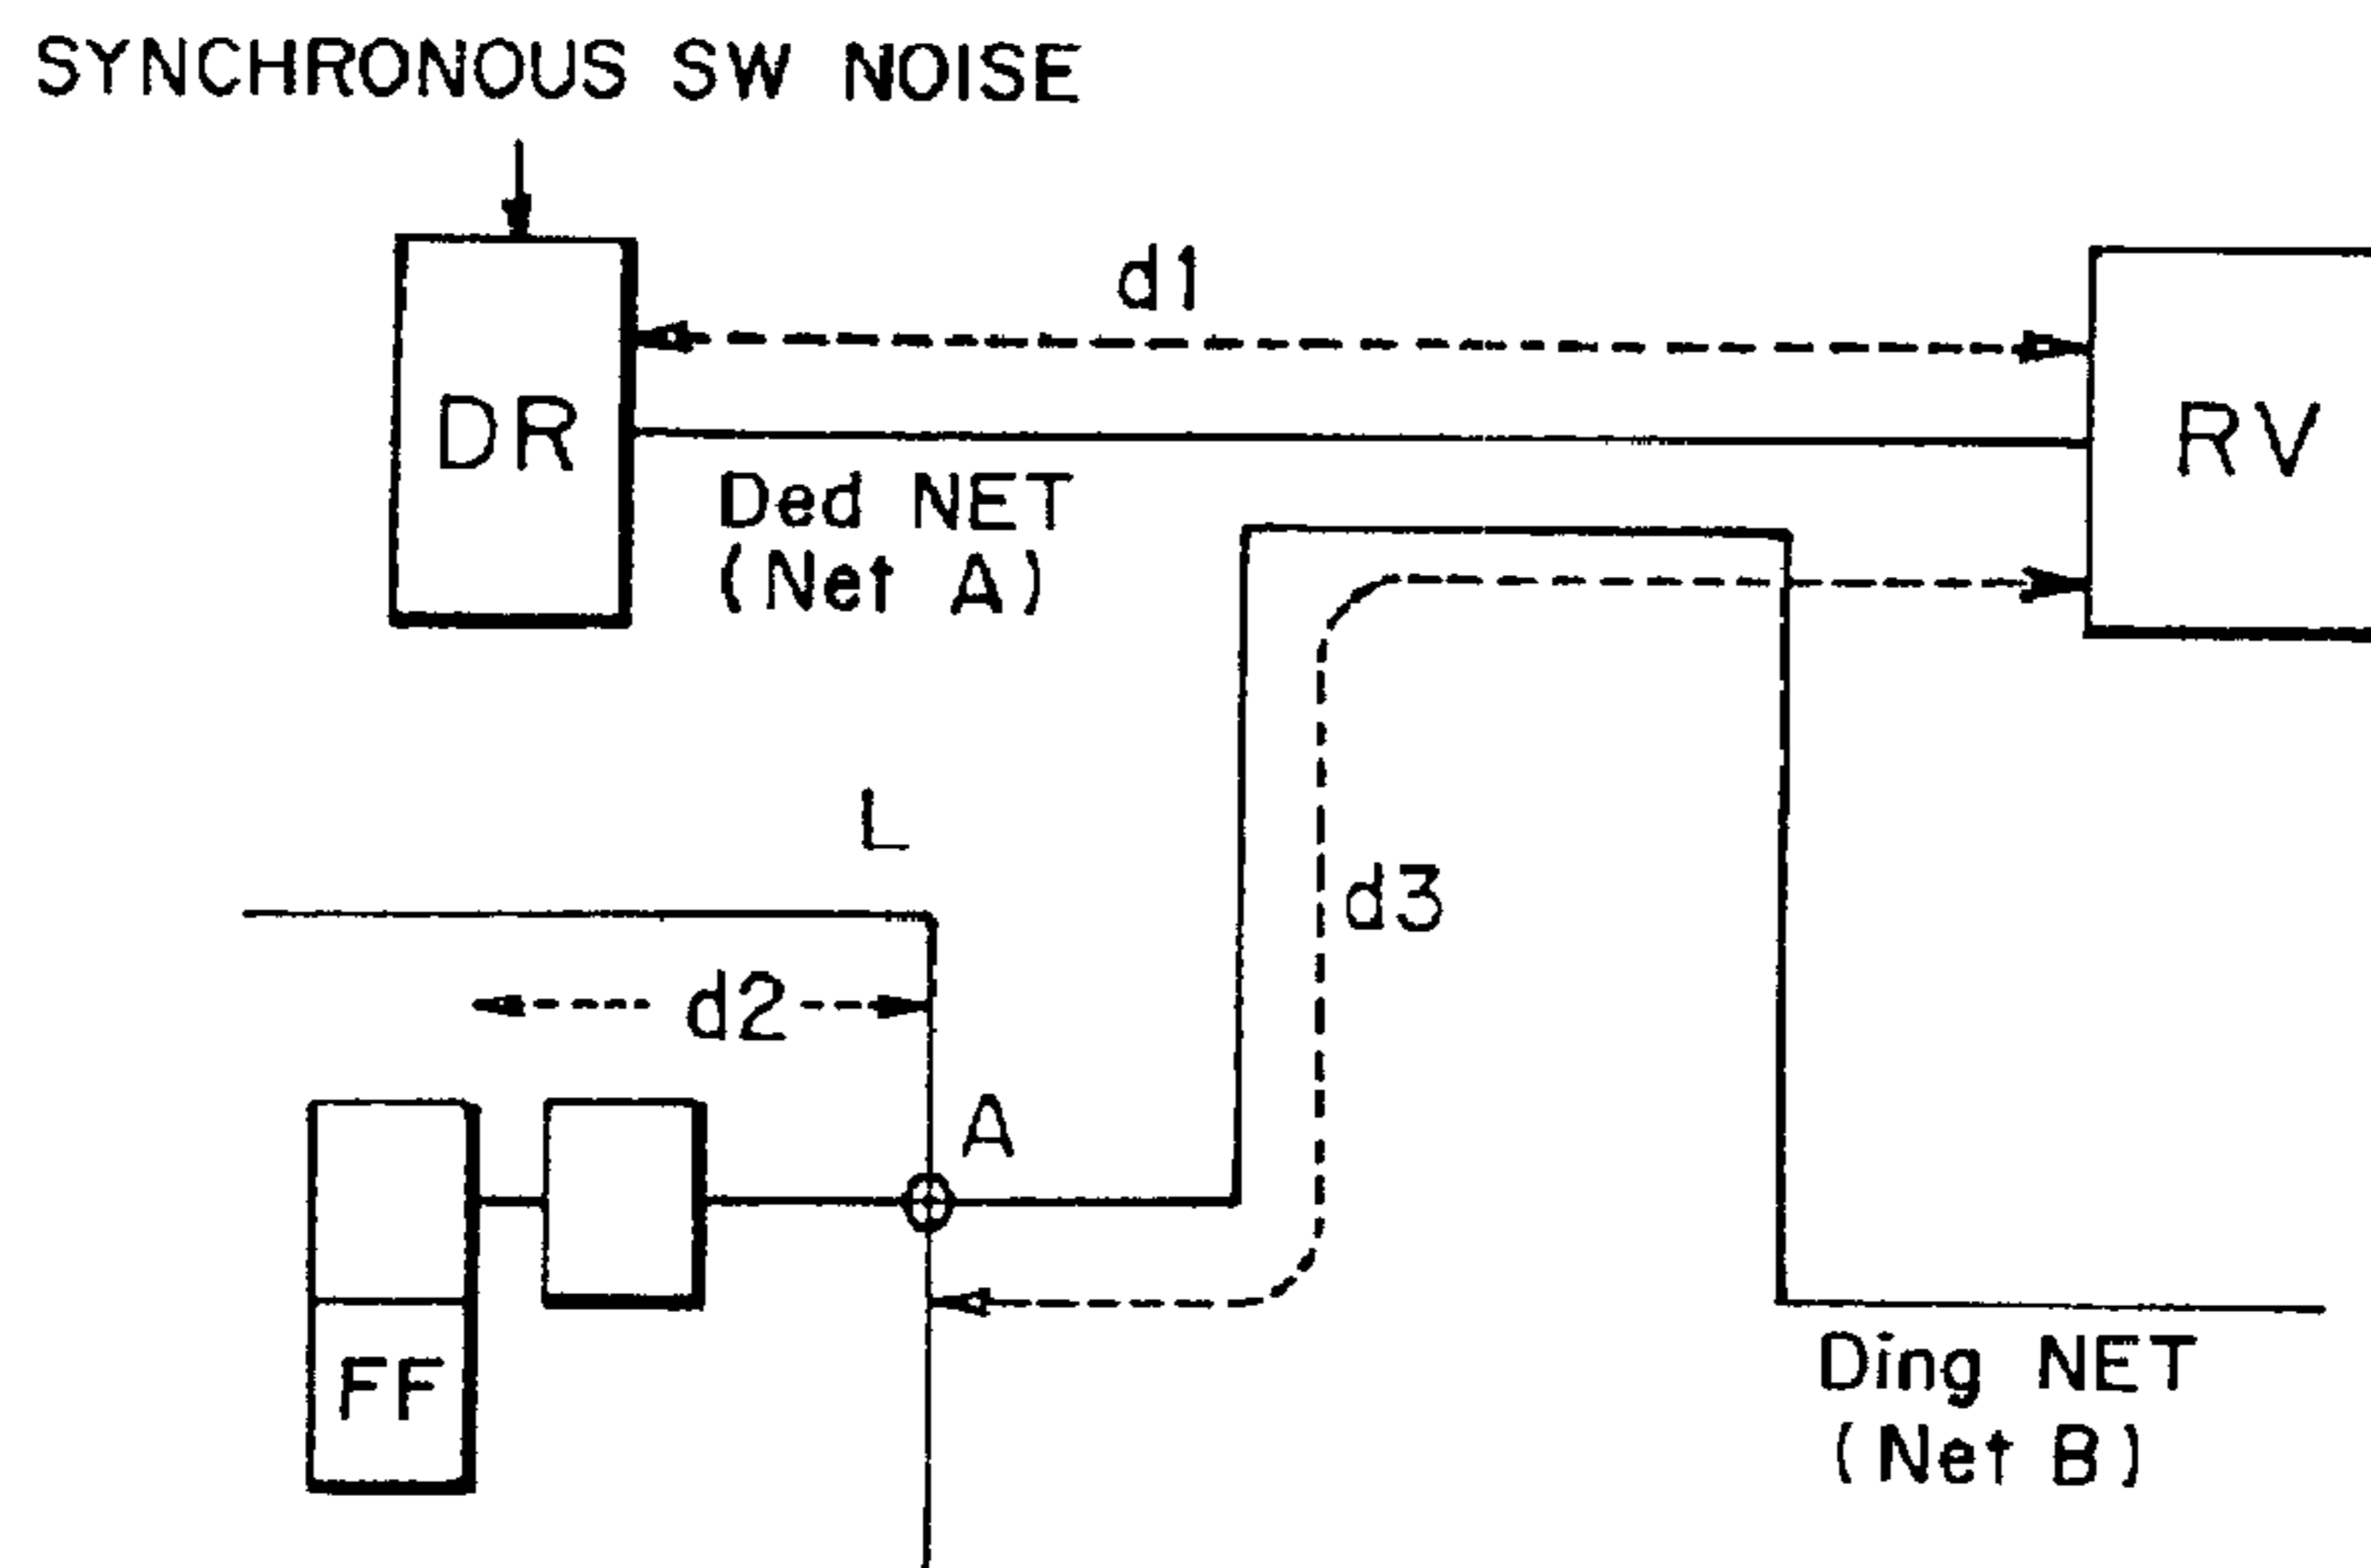 SYNCHRONOUS SW NOISE
d1
DR
RV
Ded NET
(Net A)
L
d3
d2
A
FF
Ding NET
(Net B)